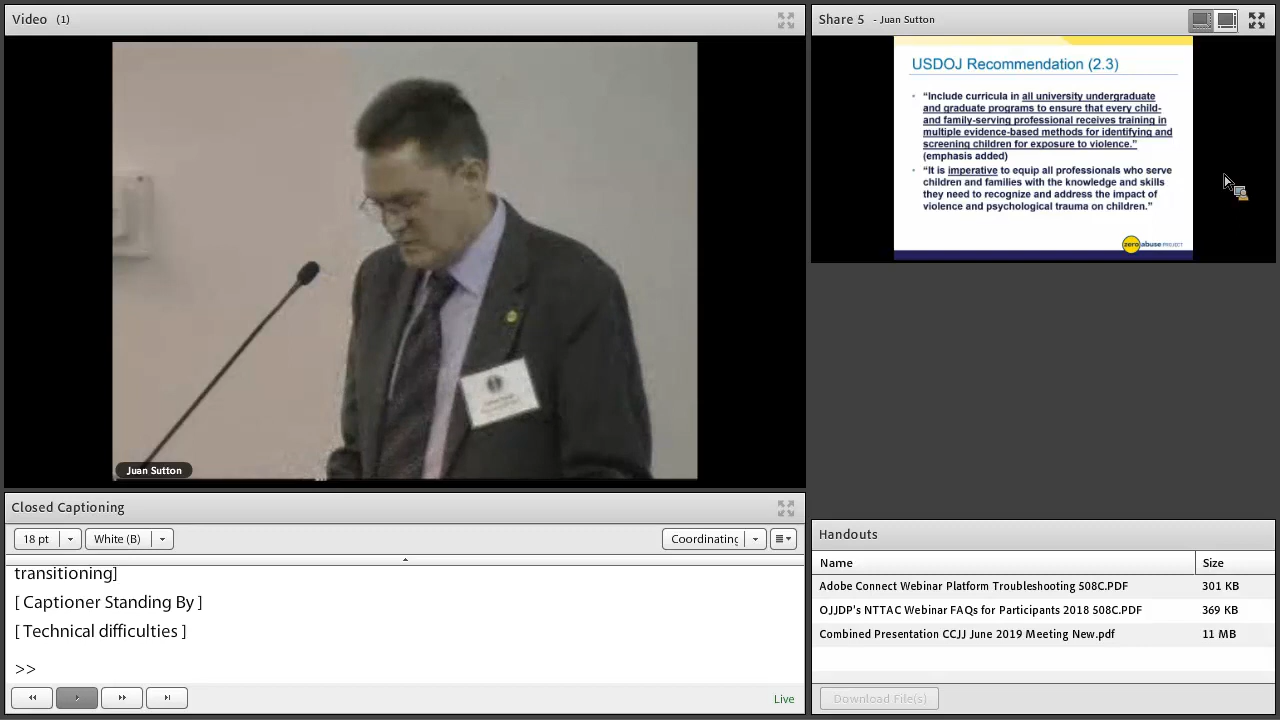 Video (1)
Juan Sutton
Share 5 - Juan Sutton
USDOJ Recommendation (2.3)
• “Include curricula in all university undergraduate
and graduate programs to ensure that every child-
and family-serving professional receives training in
multiple evidence-based methods for identifying and
screening children for exposure to violence.”
(emphasis added)
• “It is imperative to equip all professionals who serve
children and families with the knowledge and skills
they need to recognize and address the impact of
violence and psychological trauma on children.”
zero abuse PROJECT
Closed Captioning
18 pt White (B) Coordinating
transitioning]
[ Captioner Standing By ]
[ Technical difficulties ]
>>
Live
Handouts
Name Size
Adobe Connect Webinar Platform Troubleshooting 508C.PDF 301 KB
OJJDP's NTTAC Webinar FAQs for Participants 2018 508C.PDF 369 KB
Combined Presentation CCJJ June 2019 Meeting New.pdf 11 MB
Download File(s)